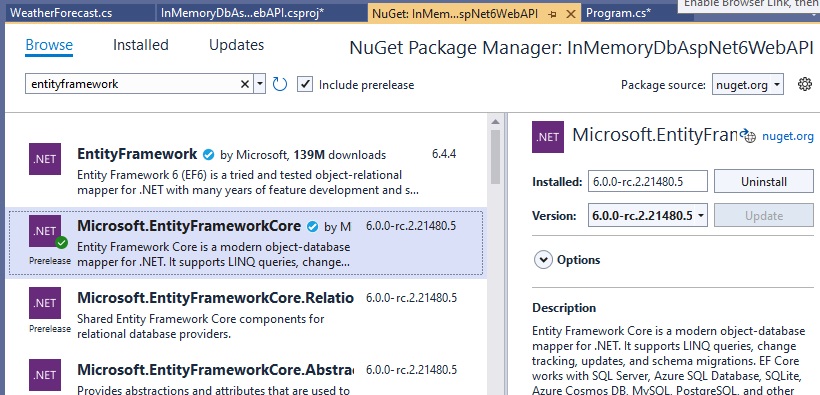 Enable Browser Link, then
WeatherForecast.cs InMemoryDbAs...ebAPI.csproj* NuGet: InMem...spNet6WebAPI Program.cs*
Browse Installed Updates NuGet Package Manager: InMemoryDbAspNet6WebAPI
entityframework Include prerelease Package source: nuget.org
.NET EntityFramework by Microsoft, 139M downloads 6.4.4
Entity Framework 6 (EF6) is a tried and tested object-relational
mapper for .NET with many years of feature development and s...
.NET Microsoft.EntityFrameworkCore by M 6.0.0-rc.2.21480.5
Prerelease
Entity Framework Core is a modern object-database
mapper for .NET. It supports LINQ queries, change...
.NET Microsoft.EntityFrameworkCore.Relatio 6.0.0-rc.2.21480.5
Prerelease
Shared Entity Framework Core components for
relational database providers.
.NET Microsoft.EntityFrameworkCore.Abstrac 6.0.0-rc.2.21480.5
Provides abstractions and attributes that are used to
.NET Microsoft.EntityFran nuget.org
Installed: 6.0.0-rc.2.21480.5 Uninstall
Version: 6.0.0-rc.2.21480.5 Update
Options
Description
Entity Framework Core is a modern object-database
mapper for .NET. It supports LINQ queries, change
tracking, updates, and schema migrations. EF Core
works with SQL Server, Azure SQL Database, SQLite,
Azure Cosmos DB, MySQL, PostgreSQL, and other